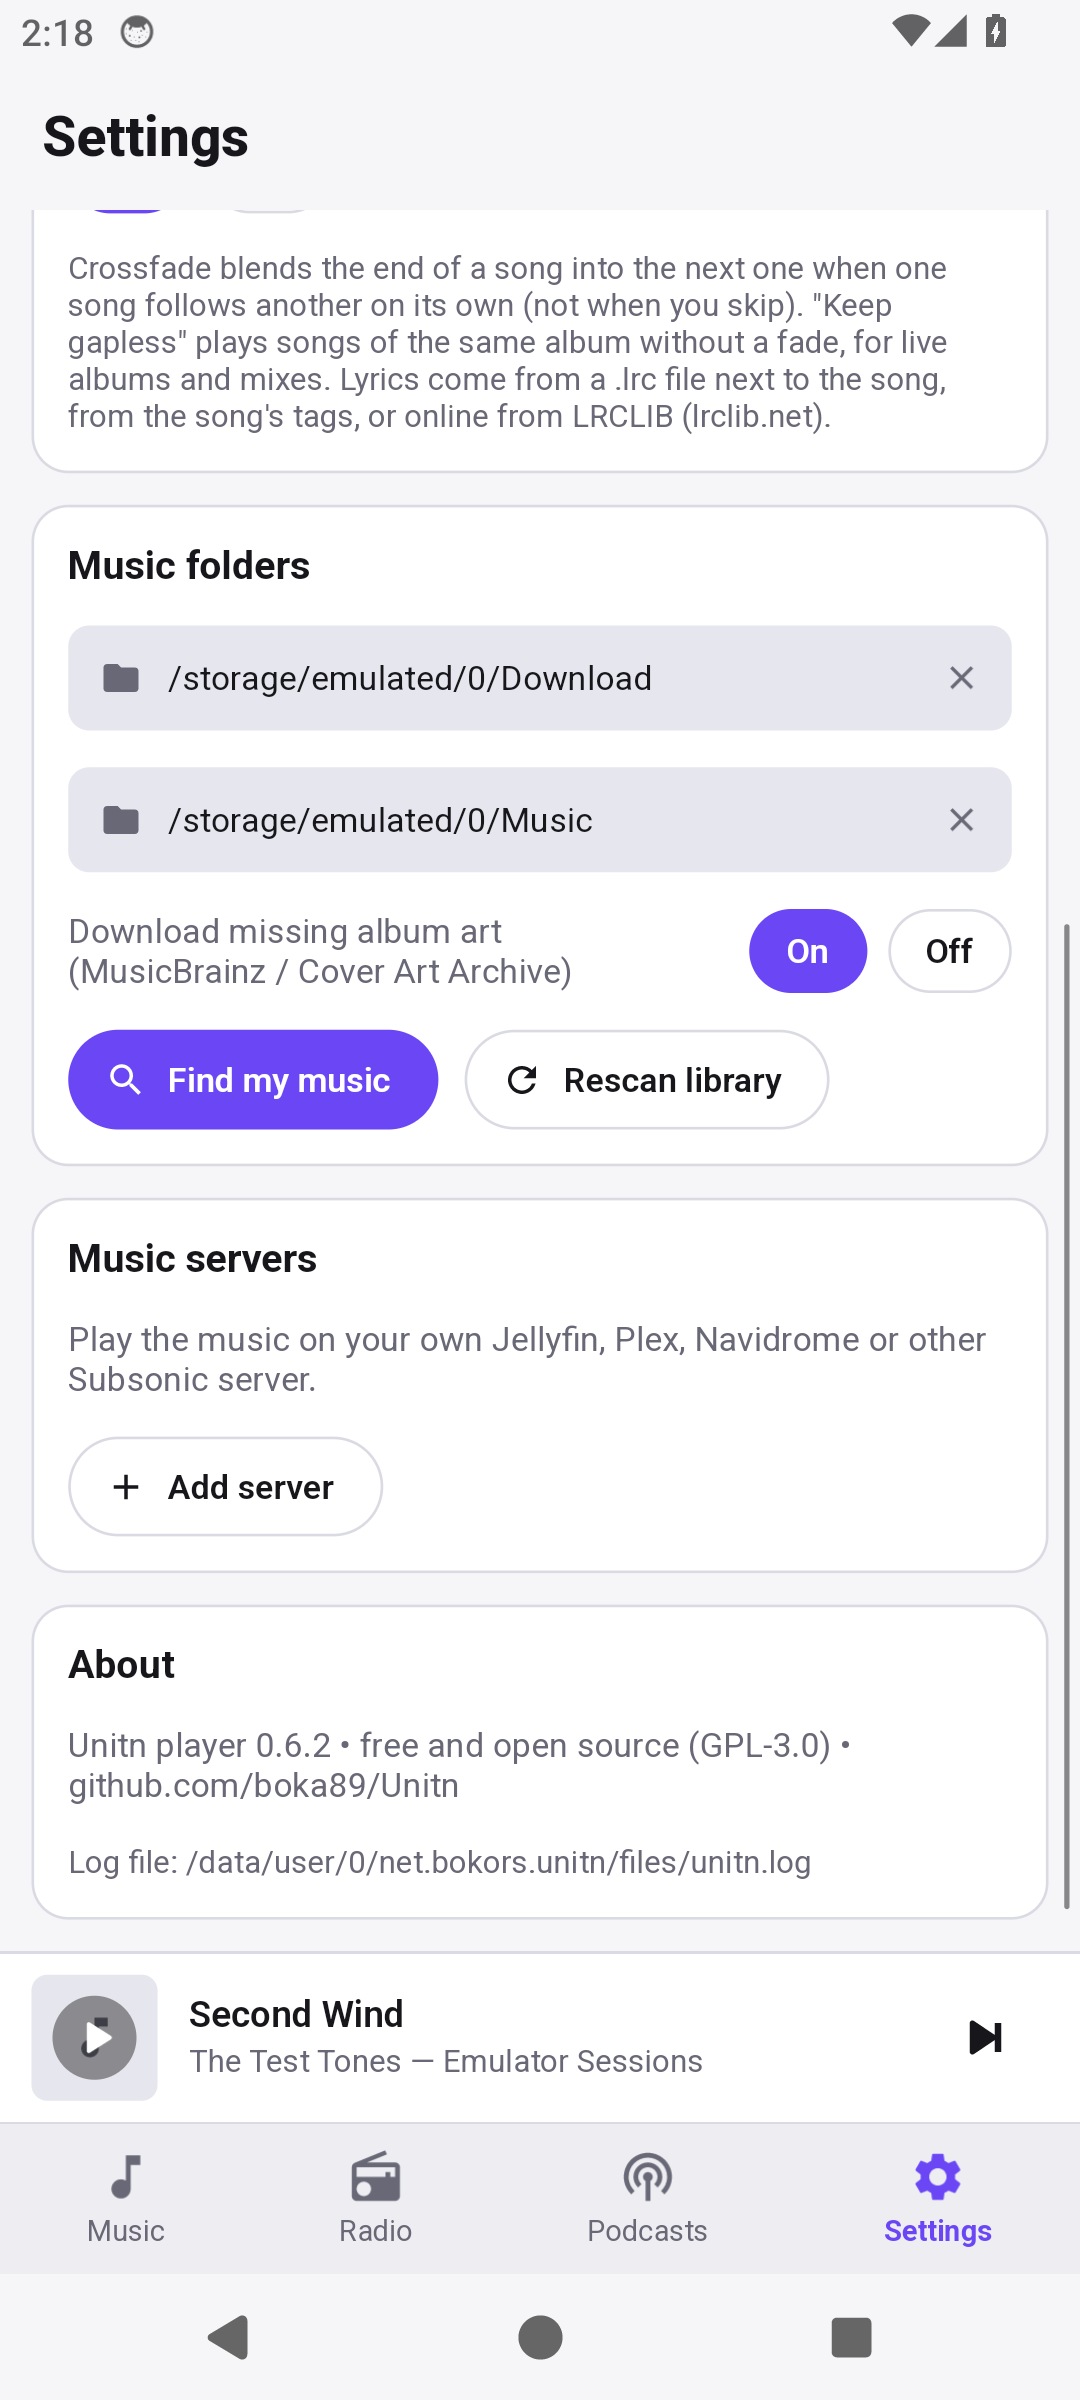 2:18
Settings
Crossfade blends the end of a song into the next one when one
song follows another on its own (not when you skip). "Keep
gapless" plays songs of the same album without a fade, for live
albums and mixes. Lyrics come from a .lrc file next to the song,
from the song's tags, or online from LRCLIB (lrclib.net).
Music folders
/storage/emulated/0/Download
/storage/emulated/0/Music
Download missing album art
(MusicBrainz / Cover Art Archive)
On
Off
Find my music
Rescan library
Music servers
Play the music on your own Jellyfin, Plex, Navidrome or other
Subsonic server.
Add server
About
Unitn player 0.6.2 • free and open source (GPL-3.0) •
github.com/boka89/Unitn
Log file: /data/user/0/net.bokors.unitn/files/unitn.log
Second Wind
The Test Tones — Emulator Sessions
Music
Radio
Podcasts
Settings